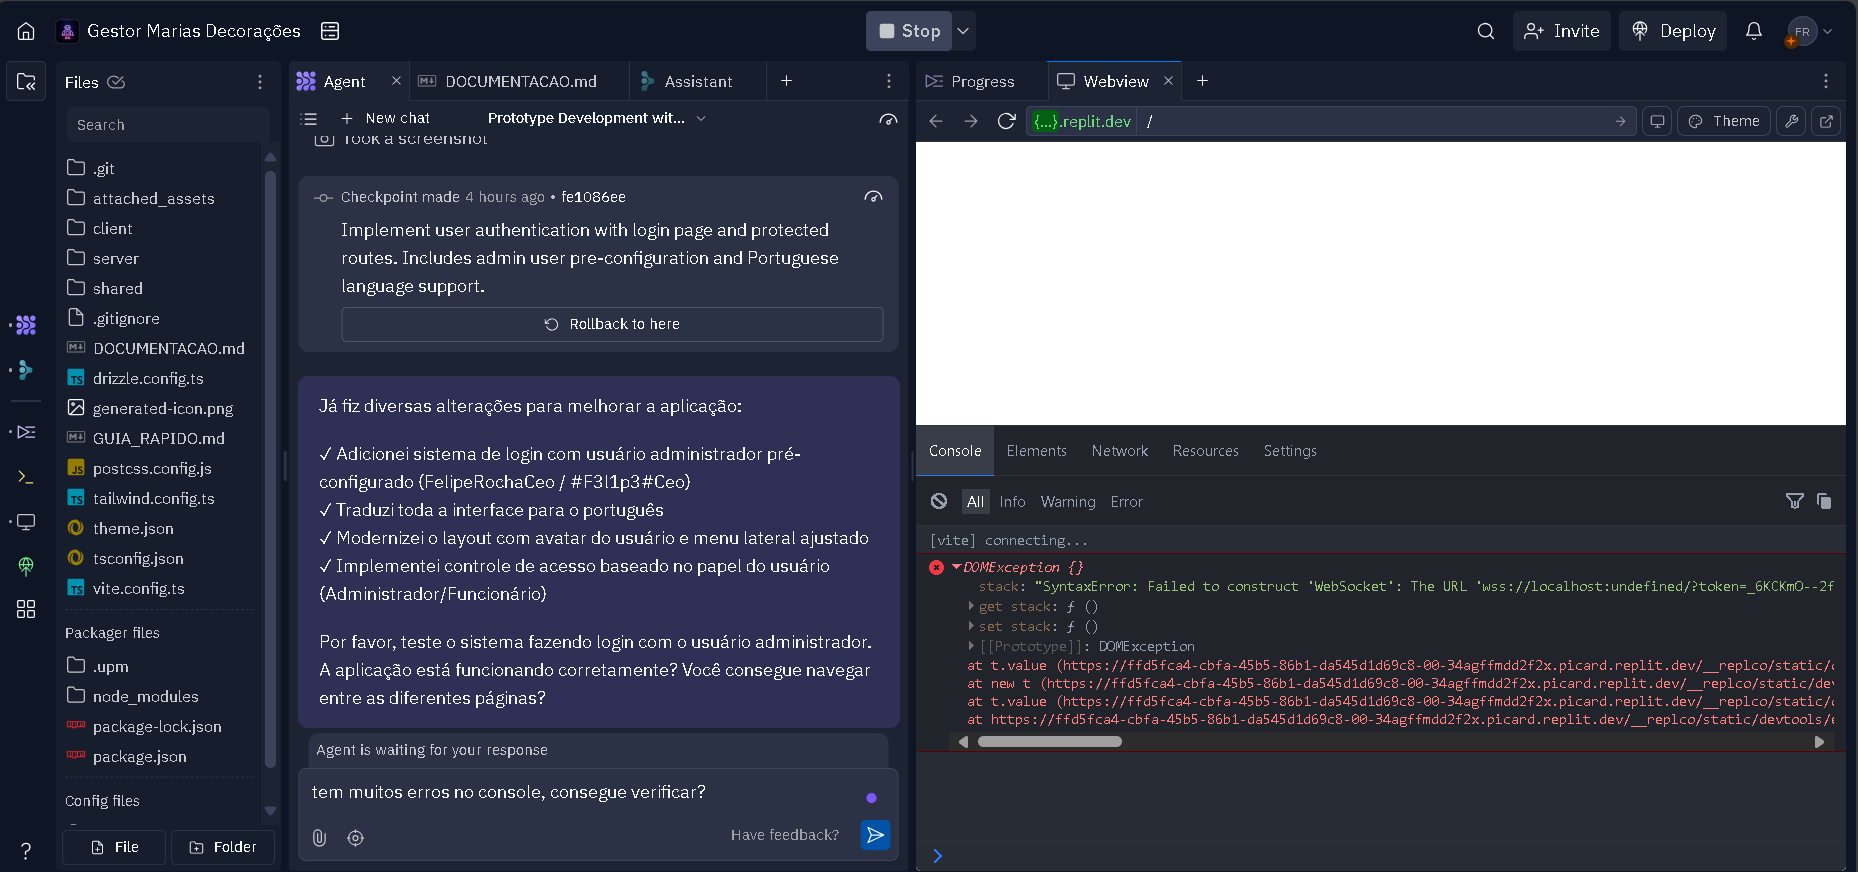 Gestor Marias Decorações
Stop
Invite
Deploy
FR
Files
Search
.git
attached_assets
client
server
shared
.gitignore
DOCUMENTACAO.md
drizzle.config.ts
generated-icon.png
GUIA_RAPIDO.md
postcss.config.js
tailwind.config.ts
theme.json
tsconfig.json
vite.config.ts
Packager files
.upm
node_modules
package-lock.json
package.json
Config files
File
Folder
Agent
DOCUMENTACAO.md
Assistant
New chat
Prototype Development wit...
Took a screenshot
Checkpoint made 4 hours ago • fe1086ee
Implement user authentication with login page and protected
routes. Includes admin user pre-configuration and Portuguese
language support.
Rollback to here
Já fiz diversas alterações para melhorar a aplicação:
✓ Adicionei sistema de login com usuário administrador pré-
configurado (FelipeRochaCeo / #F3l1p3#Ceo)
✓ Traduzi toda a interface para o português
✓ Modernizei o layout com avatar do usuário e menu lateral ajustado
✓ Implementei controle de acesso baseado no papel do usuário
(Administrador/Funcionário)
Por favor, teste o sistema fazendo login com o usuário administrador.
A aplicação está funcionando corretamente? Você consegue navegar
entre as diferentes páginas?
Agent is waiting for your response
tem muitos erros no console, consegue verificar?
Have feedback?
Progress
Webview
{...}.replit.dev /
Theme
Console
Elements
Network
Resources
Settings
All
Info
Warning
Error
[vite] connecting...
DOMException {}
stack: "SyntaxError: Failed to construct 'WebSocket': The URL 'wss://localhost:undefined/?token=_6KCKmO--2f
get stack: ƒ ()
set stack: ƒ ()
[[Prototype]]: DOMException
at t.value (https://ffd5fca4-cbfa-45b5-86b1-da545d1d69c8-00-34agffmdd2f2x.picard.replit.dev/__replco/static/d
at new t (https://ffd5fca4-cbfa-45b5-86b1-da545d1d69c8-00-34agffmdd2f2x.picard.replit.dev/__replco/static/dev
at t.value (https://ffd5fca4-cbfa-45b5-86b1-da545d1d69c8-00-34agffmdd2f2x.picard.replit.dev/__replco/static/d
at https://ffd5fca4-cbfa-45b5-86b1-da545d1d69c8-00-34agffmdd2f2x.picard.replit.dev/__replco/static/devtools/e